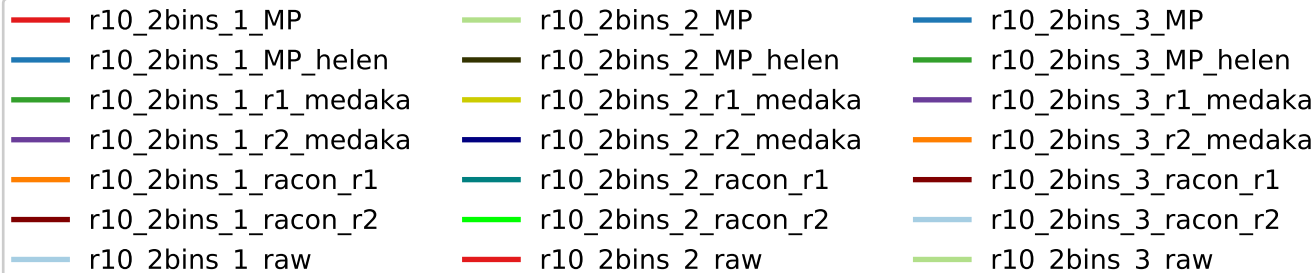 r10_2bins_1_MP r10_2bins_2_MP r10_2bins_3_MP
r10_2bins_1_MP_helen r10_2bins_2_MP_helen r10_2bins_3_MP_helen
r10_2bins_1_r1_medaka r10_2bins_2_r1_medaka r10_2bins_3_r1_medaka
r10_2bins_1_r2_medaka r10_2bins_2_r2_medaka r10_2bins_3_r2_medaka
r10_2bins_1_racon_r1 r10_2bins_2_racon_r1 r10_2bins_3_racon_r1
r10_2bins_1_racon_r2 r10_2bins_2_racon_r2 r10_2bins_3_racon_r2
r10_2bins_1_raw r10_2bins_2_raw r10_2bins_3_raw